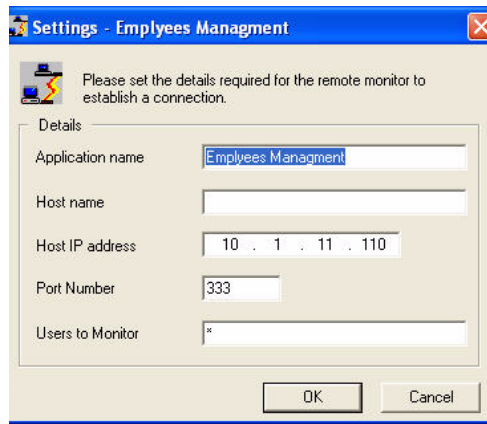 Settings - Emplyees Managment
Please set the details required for the remote monitor to
establish a connection.
Details
Application name
Emplyees Managment
Host name
Host IP address
10 . 1 . 11 . 110
Port Number
333
Users to Monitor
*
OK
Cancel